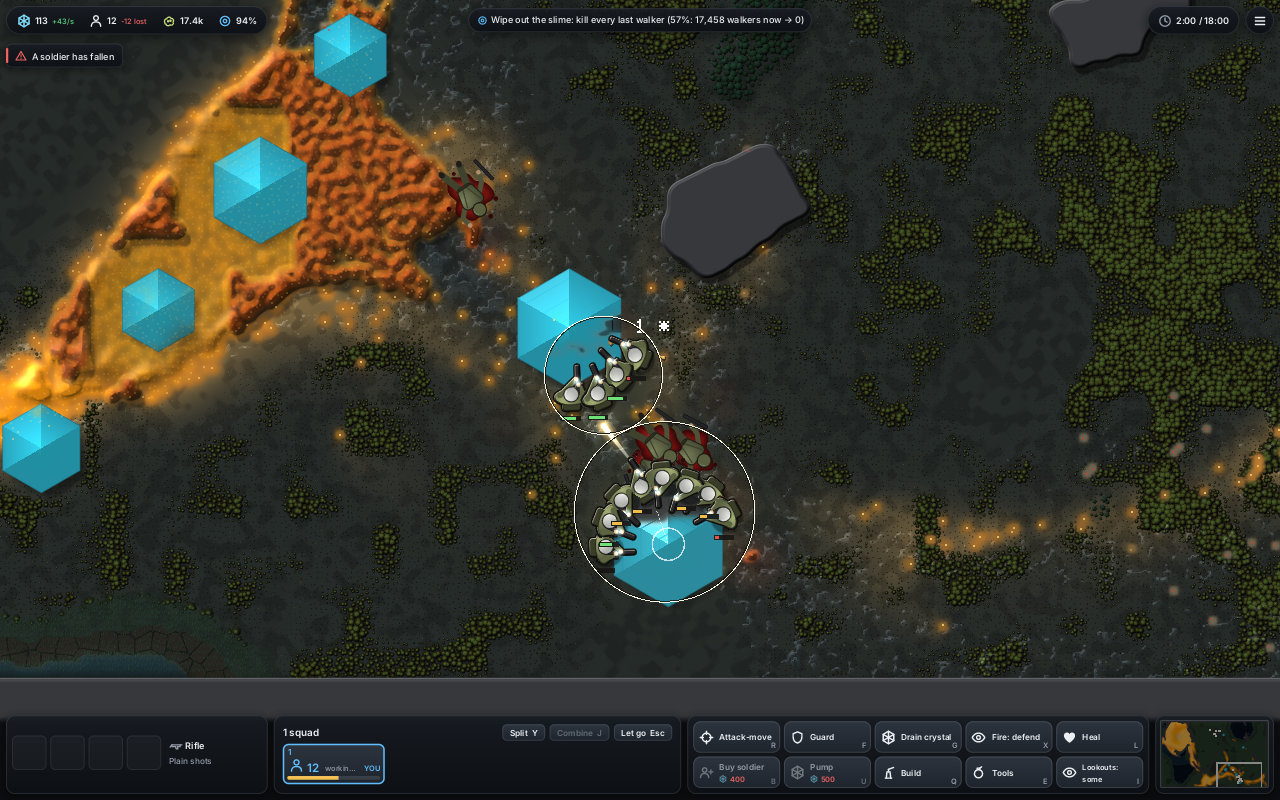 113 +43/s 12 -12 lost 17.4k 94%
Wipe out the slime: kill every last walker (57%: 17,458 walkers now → 0)
2:00 / 18:00
A soldier has fallen
1
Rifle
Plain shots
1 squad
Split Y
Combine J
Let go Esc
1
12 workin... YOU
Attack-move R
Guard F
Drain crystal G
Fire: defend X
Heal L
Buy soldier 400 B
Pump 500 U
Build Q
Tools E
Lookouts: some I